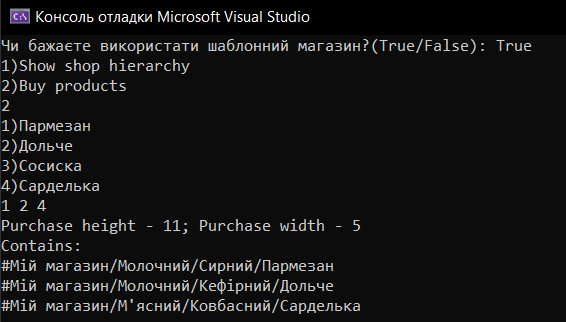 Консоль отладки Microsoft Visual Studio
Чи бажаєте використати шаблонний магазин?(True/False): True
1)Show shop hierarchy
2)Buy products
2
1)Пармезан
2)Дольче
3)Сосиска
4)Сарделька
1 2 4
Purchase height - 11; Purchase width - 5
Contains:
#Мій магазин/Молочний/Сирний/Пармезан
#Мій магазин/Молочний/Кефірний/Дольче
#Мій магазин/М'ясний/Ковбасний/Сарделька